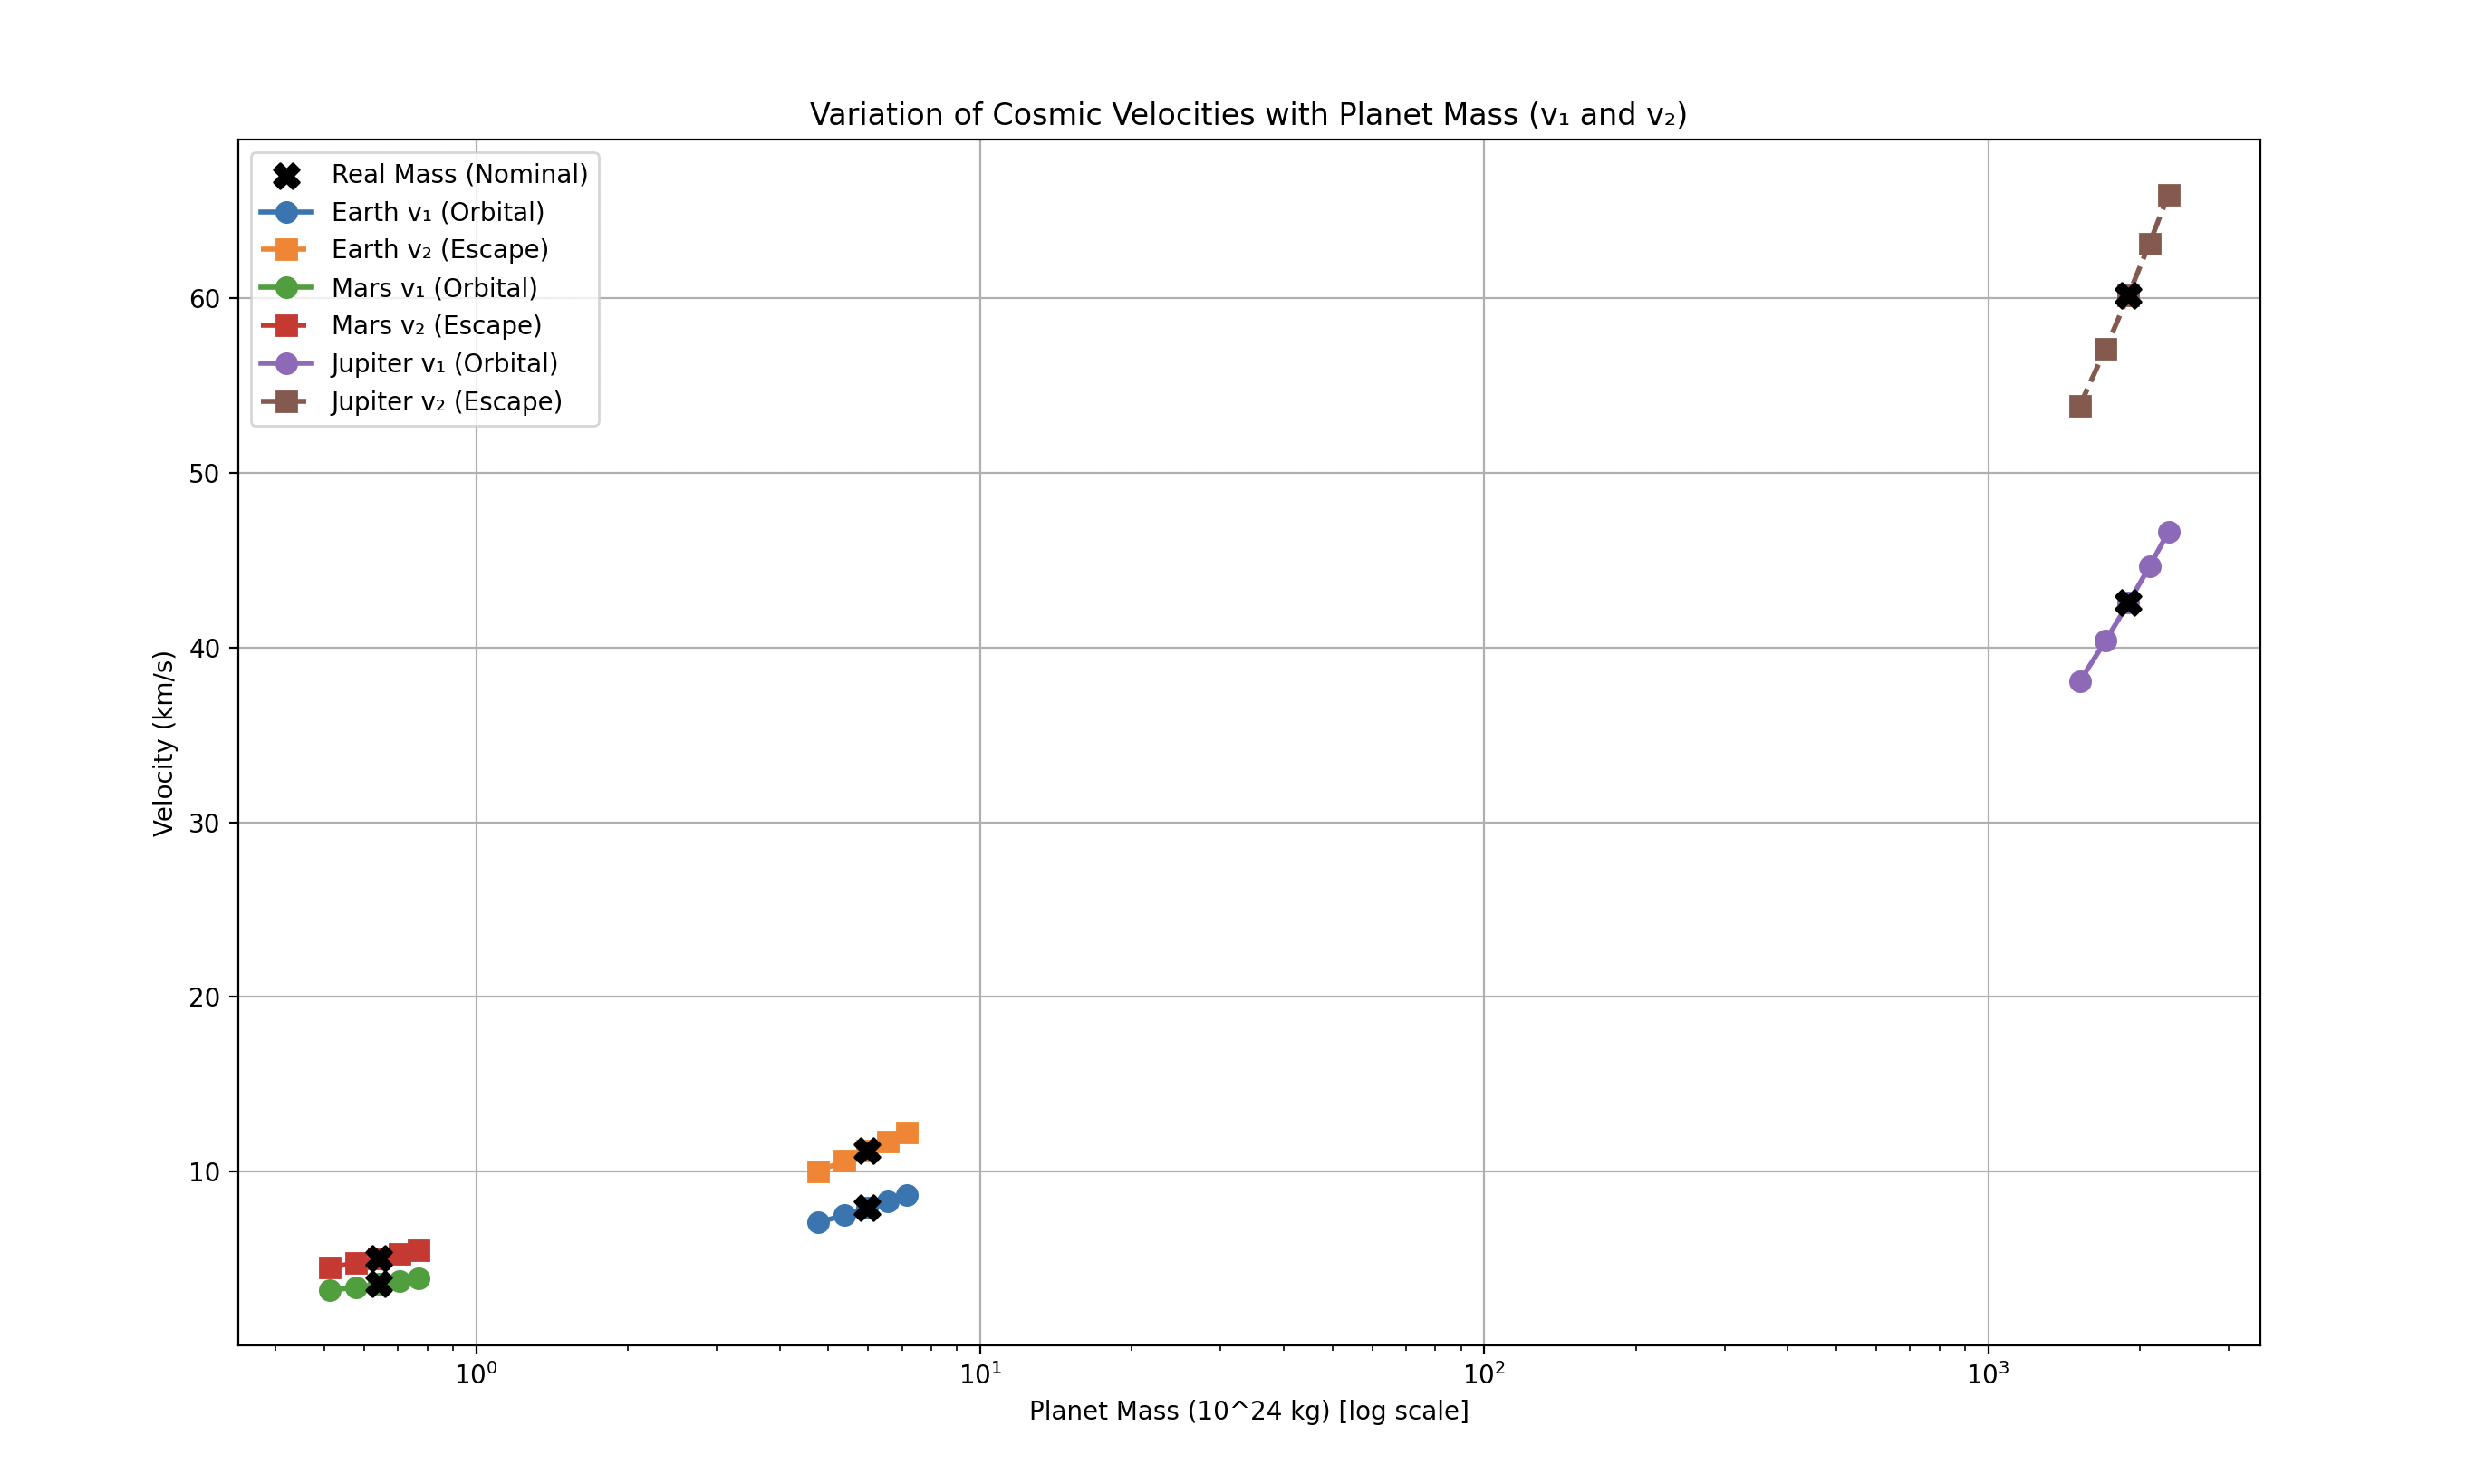 Variation of Cosmic Velocities with Planet Mass (v₁ and v₂)
Real Mass (Nominal)
Earth v₁ (Orbital)
Earth v₂ (Escape)
Mars v₁ (Orbital)
Mars v₂ (Escape)
Jupiter v₁ (Orbital)
Jupiter v₂ (Escape)
Velocity (km/s)
60
50
40
30
20
10
10⁰ 10¹ 10² 10³
Planet Mass (10^24 kg) [log scale]